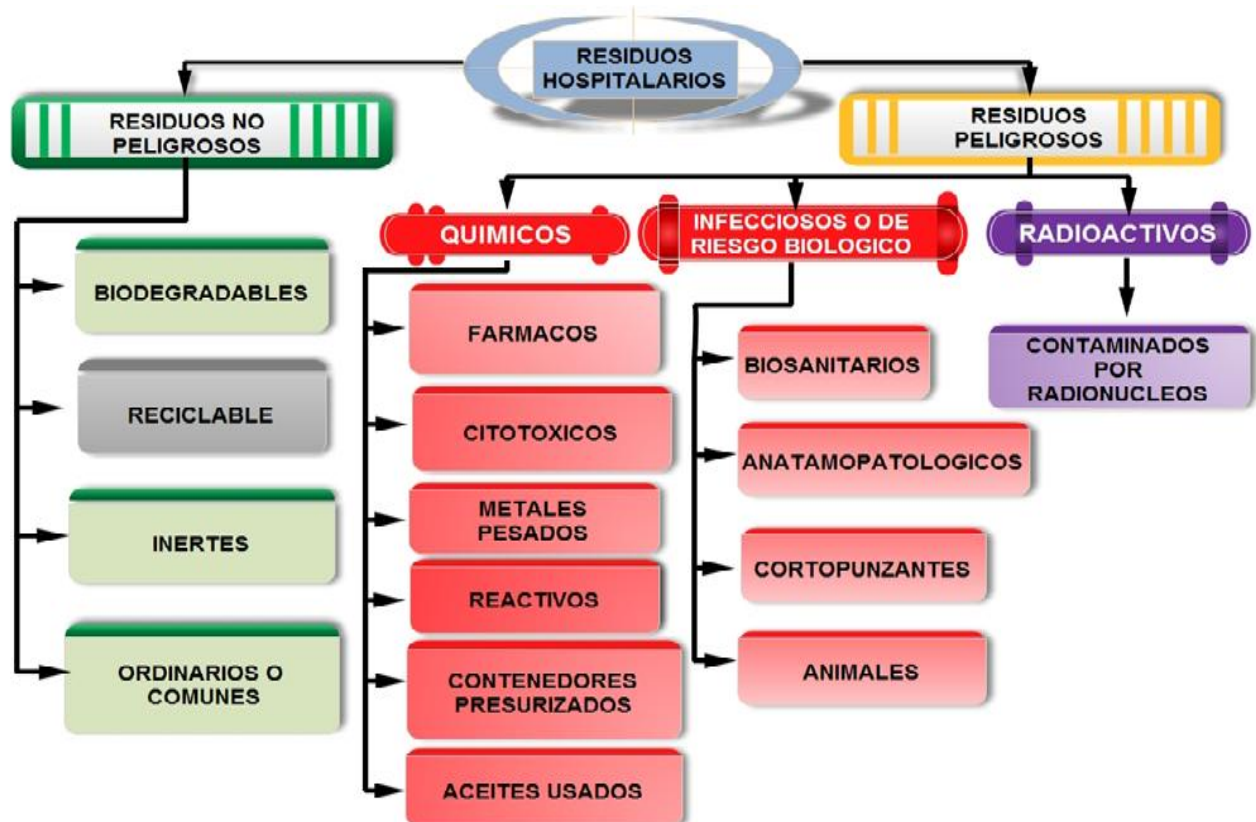 RESIDUOS
HOSPITALARIOS
RESIDUOS NO
PELIGROSOS
RESIDUOS
PELIGROSOS
QUIMICOS
INFECCIOSOS O DE
RIESGO BIOLOGICO
RADIOACTIVOS
BIODEGRADABLES
RECICLABLE
INERTES
ORDINARIOS O
COMUNES
FARMACOS
CITOTOXICOS
METALES
PESADOS
REACTIVOS
CONTENEDORES
PRESURIZADOS
ACEITES USADOS
BIOSANITARIOS
ANATAMOPATOLOGICOS
CORTOPUNZANTES
ANIMALES
CONTAMINADOS
POR
RADIONUCLEOS